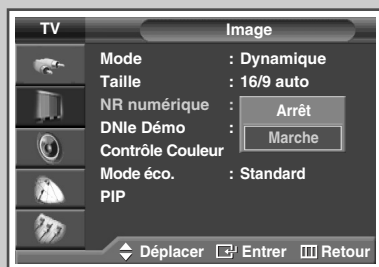 TV Image
Mode : Dynamique
Taille : 16/9 auto
NR numérique : Arrêt
Marche
DNIe Démo :
Contrôle Couleur
Mode éco. : Standard
PIP
Déplacer Entrer Retour